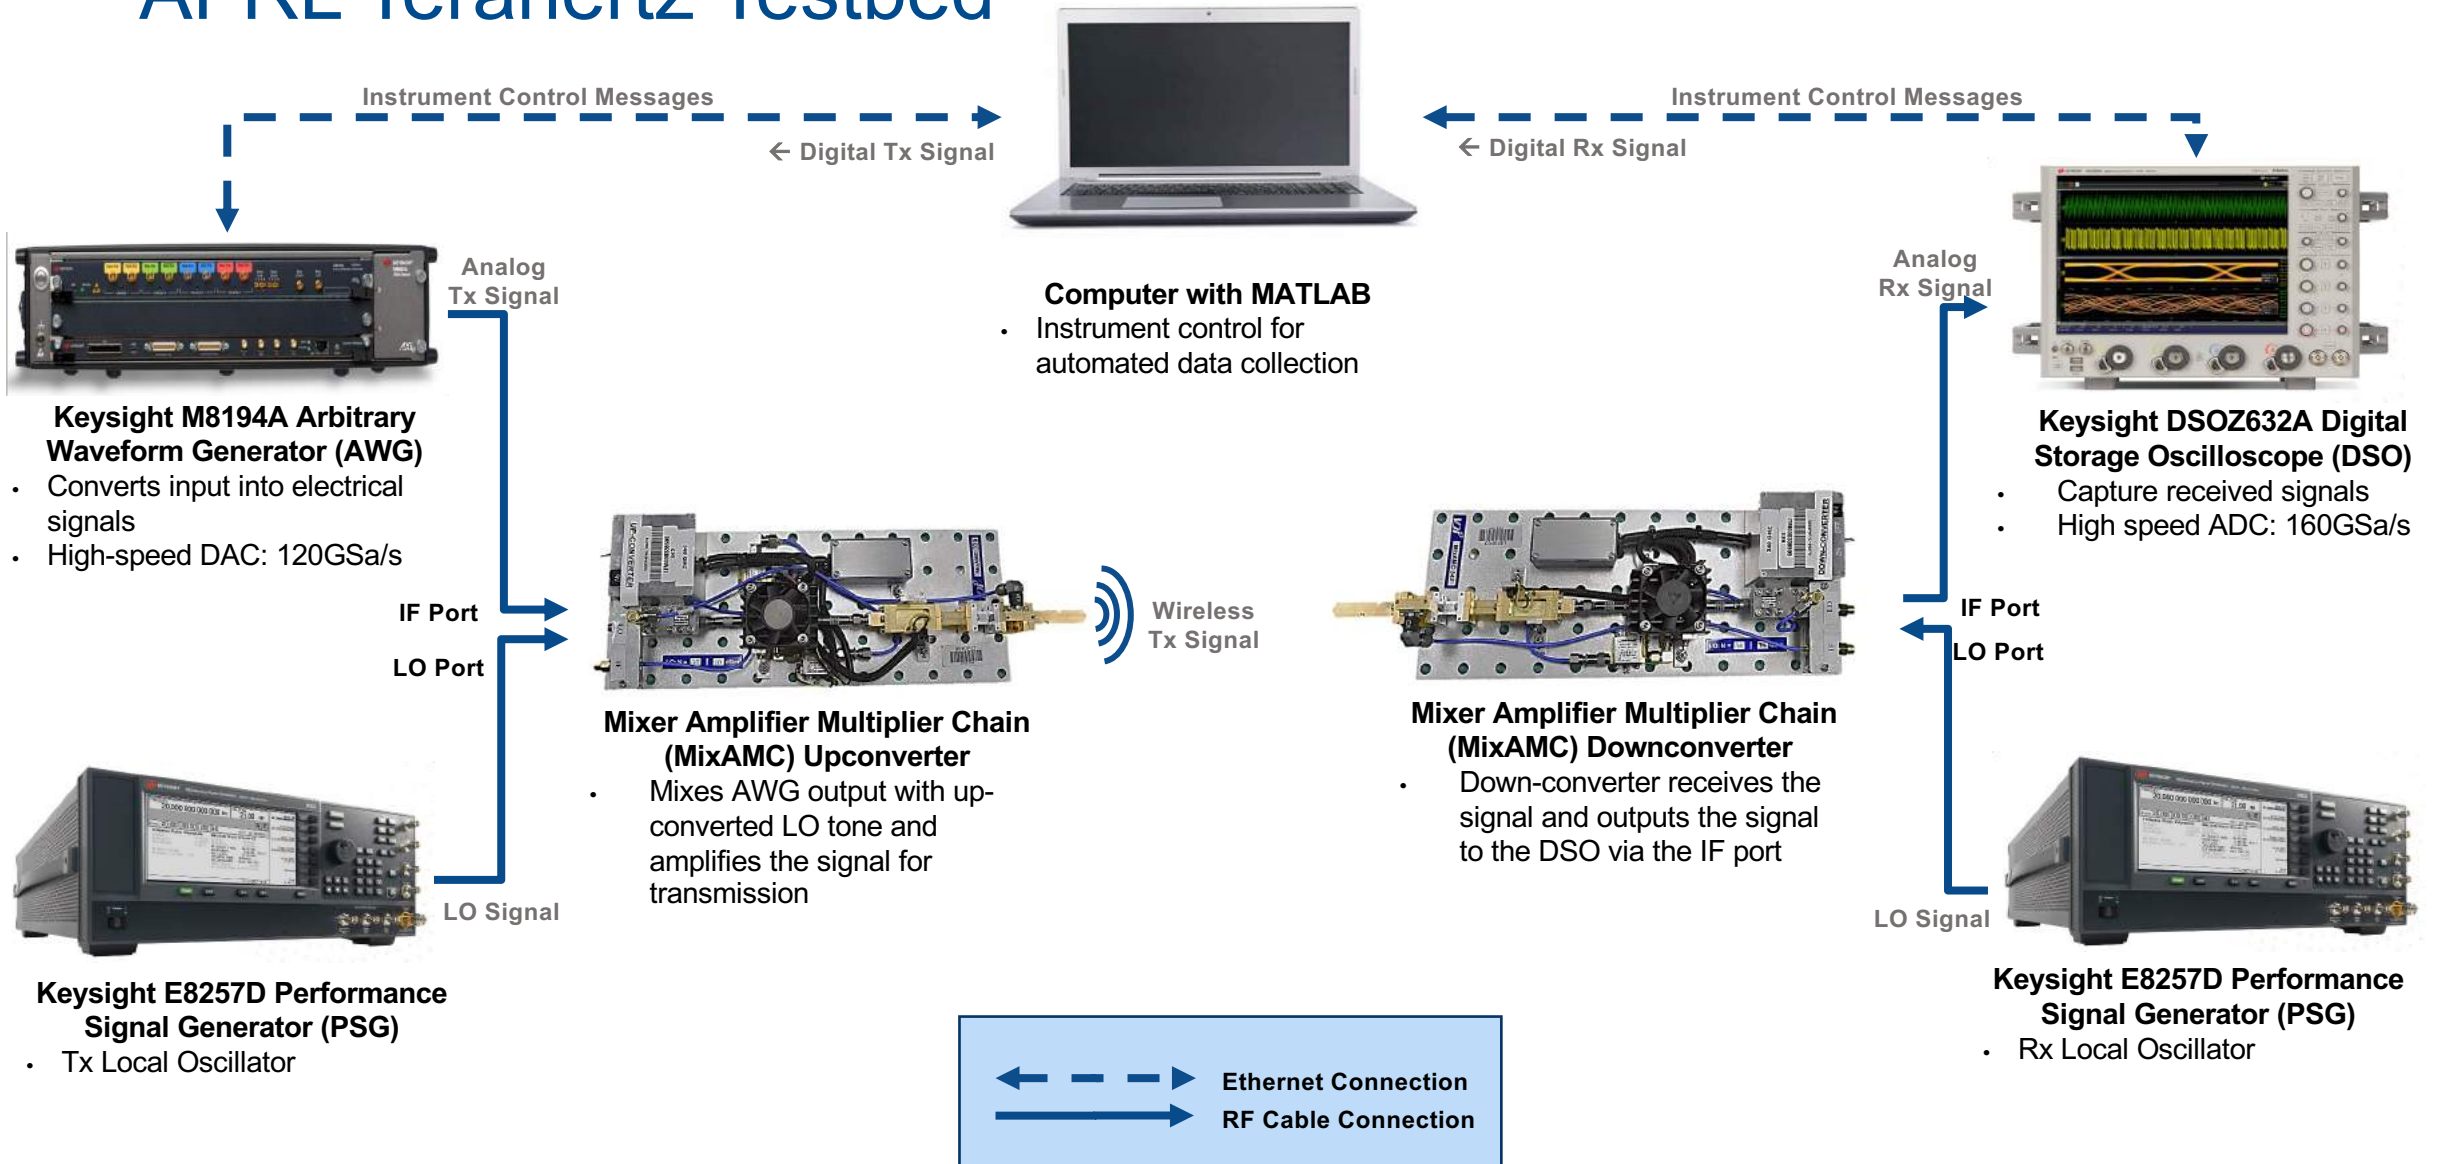 Instrument Control Messages
← Digital Tx Signal
Instrument Control Messages
← Digital Rx Signal
Analog
Tx Signal
Analog
Rx Signal
Computer with MATLAB
• Instrument control for
automated data collection
Keysight M8194A Arbitrary
Waveform Generator (AWG)
• Converts input into electrical
signals
• High-speed DAC: 120GSa/s
Keysight DSOZ632A Digital
Storage Oscilloscope (DSO)
• Capture received signals
• High speed ADC: 160GSa/s
IF Port
LO Port
UP-CONVERTER
Wireless
Tx Signal
DOWN-CONVERTER
IF Port
LO Port
Mixer Amplifier Multiplier Chain
(MixAMC) Upconverter
• Mixes AWG output with up-
converted LO tone and
amplifies the signal for
transmission
Mixer Amplifier Multiplier Chain
(MixAMC) Downconverter
• Down-converter receives the
signal and outputs the signal
to the DSO via the IF port
LO Signal
LO Signal
Keysight E8257D Performance
Signal Generator (PSG)
• Tx Local Oscillator
Keysight E8257D Performance
Signal Generator (PSG)
• Rx Local Oscillator
Ethernet Connection
RF Cable Connection